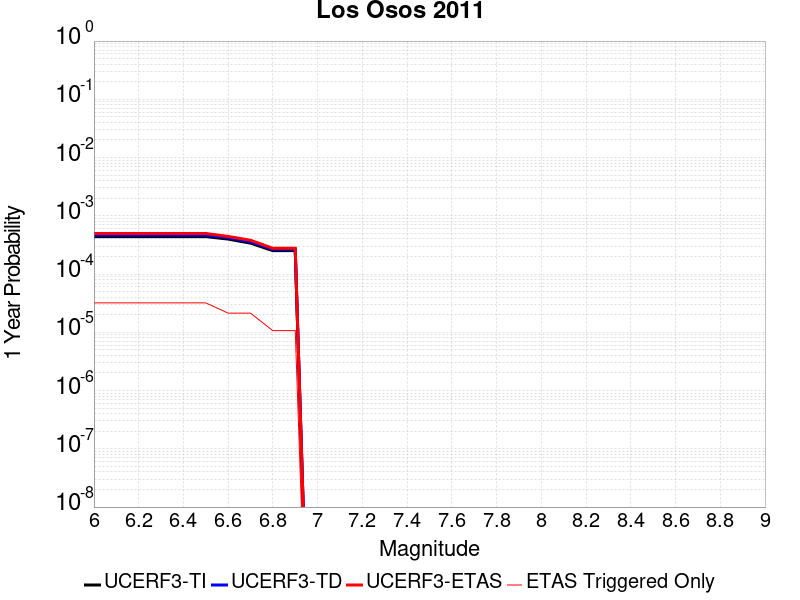 Los Osos 2011
10^0
10^-1
10^-2
10^-3
10^-4
10^-5
10^-6
10^-7
10^-8
1 Year Probability
6 6.2 6.4 6.6 6.8 7 7.2 7.4 7.6 7.8 8 8.2 8.4 8.6 8.8 9
Magnitude
UCERF3-TI UCERF3-TD UCERF3-ETAS ETAS Triggered Only